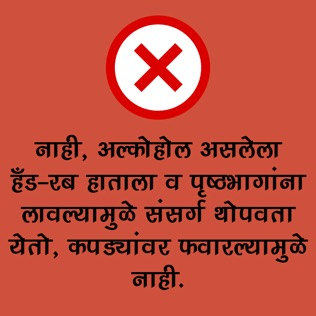 नाही, अल्कोहोल असलेला
हँड-रब हाताला व पृष्ठभागांना
लावल्यामुळे संसर्ग थोपवता
येतो, कपड्यांवर फवारल्यामुळे
नाही.